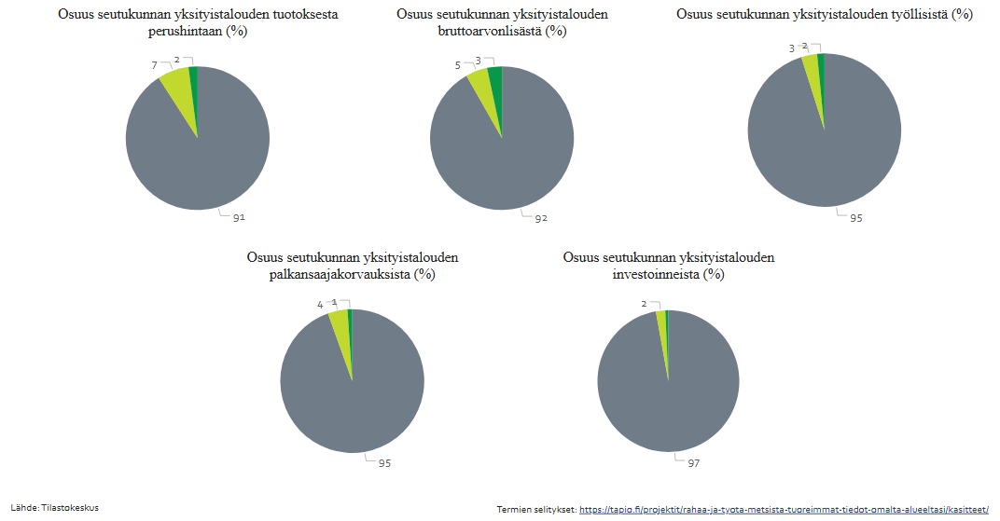 Osuus seutukunnan yksityistalouden tuotoksesta
perushintaan (%)
Osuus seutukunnan yksityistalouden
bruttoarvonlisästä (%)
Osuus seutukunnan yksityistalouden työllisistä (%)
7
2
91
5
3
92
3
2
95
Osuus seutukunnan yksityistalouden
palkansaajakorvauksista (%)
Osuus seutukunnan yksityistalouden
investoinneista (%)
4
1
95
2
97
Lähde: Tilastokeskus
Termien selitykset: https://tapio.fi/projektit/rahaa-ja-tyota-metsista-tuoreimmat-tiedot-omalta-alueeltasi/kasitteet/